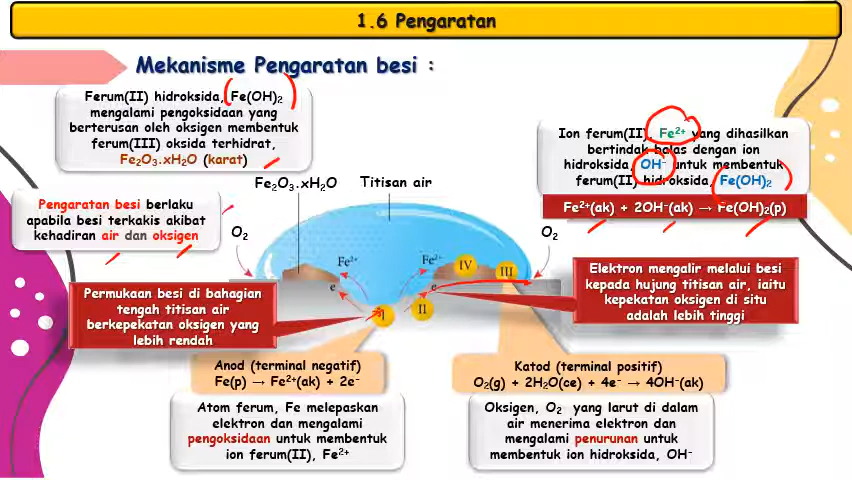 1.6 Pengaratan
Mekanisme Pengaratan besi :
Ferum(II) hidroksida, Fe(OH)₂
mengalami pengoksidaan yang
berterusan oleh oksigen membentuk
ferum(III) oksida terhidrat,
Fe₂O₃.xH₂O (karat)
Ion ferum(II), Fe²⁺ yang dihasilkan
bertindak balas dengan ion
hidroksida, OH⁻ untuk membentuk
ferum(II) hidroksida, Fe(OH)₂
Fe²⁺(ak) + 2OH⁻(ak) → Fe(OH)₂(p)
Pengaratan besi berlaku
apabila besi terkakis akibat
kehadiran air dan oksigen
Fe₂O₃.xH₂O
Titisan air
O₂
O₂
Fe²⁺
Fe²⁺
IV
III
e
e
I
II
Permukaan besi di bahagian
tengah titisan air
berkepekatan oksigen yang
lebih rendah
Elektron mengalir melalui besi
kepada hujung titisan air, iaitu
kepekatan oksigen di situ
adalah lebih tinggi
Anod (terminal negatif)
Fe(p) → Fe²⁺(ak) + 2e⁻
Atom ferum, Fe melepaskan
elektron dan mengalami
pengoksidaan untuk membentuk
ion ferum(II), Fe²⁺
Katod (terminal positif)
O₂(g) + 2H₂O(ce) + 4e⁻ → 4OH⁻(ak)
Oksigen, O₂ yang larut di dalam
air menerima elektron dan
mengalami penurunan untuk
membentuk ion hidroksida, OH⁻